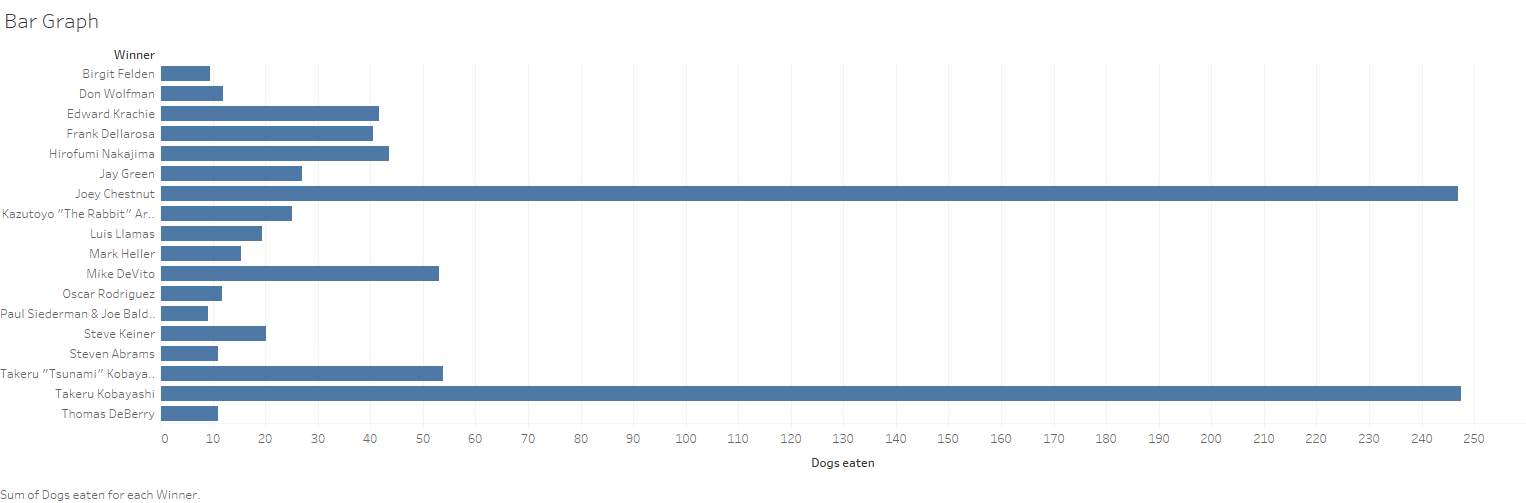 Bar Graph
Winner
Birgit Felden
Don Wolfman
Edward Krachie
Frank Dellarosa
Hirofumi Nakajima
Jay Green
Joey Chestnut
Kazutoyo "The Rabbit" Ar..
Luis Llamas
Mark Heller
Mike DeVito
Oscar Rodriguez
Paul Siederman & Joe Bald..
Steve Keiner
Steven Abrams
Takeru "Tsunami" Kobaya..
Takeru Kobayashi
Thomas DeBerry
0 10 20 30 40 50 60 70 80 90 100 110 120 130 140 150 160 170 180 190 200 210 220 230 240 250
Dogs eaten
Sum of Dogs eaten for each Winner.